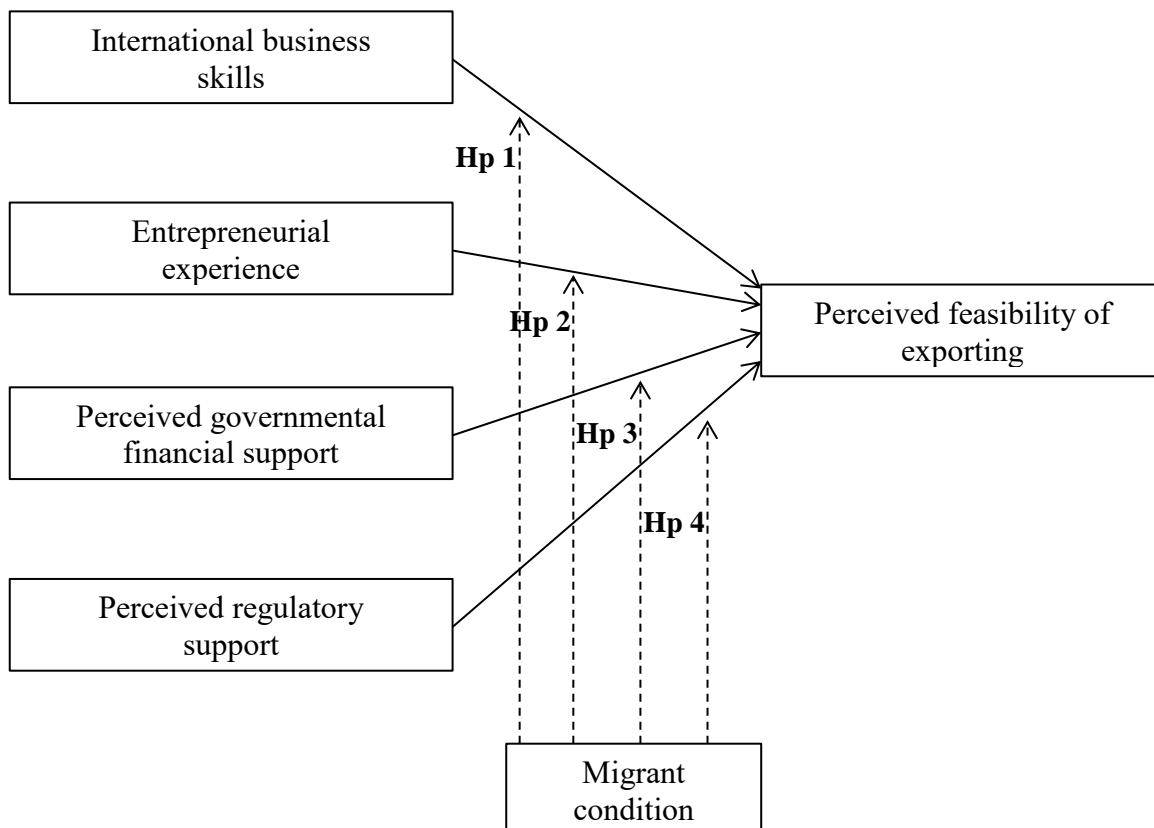 International business
skills
Hp 1
Entrepreneurial
experience
Hp 2
Perceived feasibility of
exporting
Perceived governmental
financial support
Hp 3
Hp 4
Perceived regulatory
support
Migrant
condition